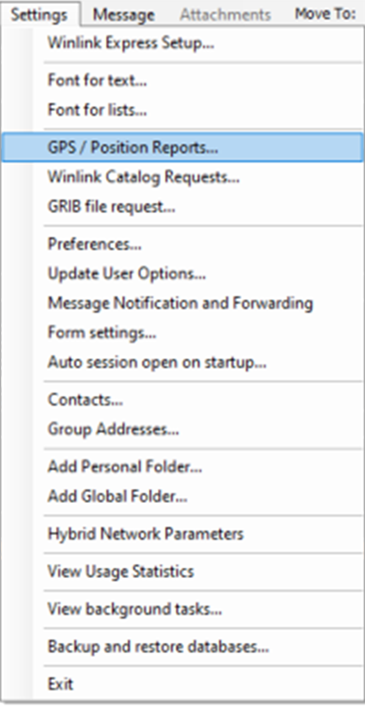 Settings Message Attachments Move To:
Winlink Express Setup...
Font for text...
Font for lists...
GPS / Position Reports...
Winlink Catalog Requests...
GRIB file request...
Preferences...
Update User Options...
Message Notification and Forwarding
Form settings...
Auto session open on startup...
Contacts...
Group Addresses...
Add Personal Folder...
Add Global Folder...
Hybrid Network Parameters
View Usage Statistics
View background tasks...
Backup and restore databases...
Exit